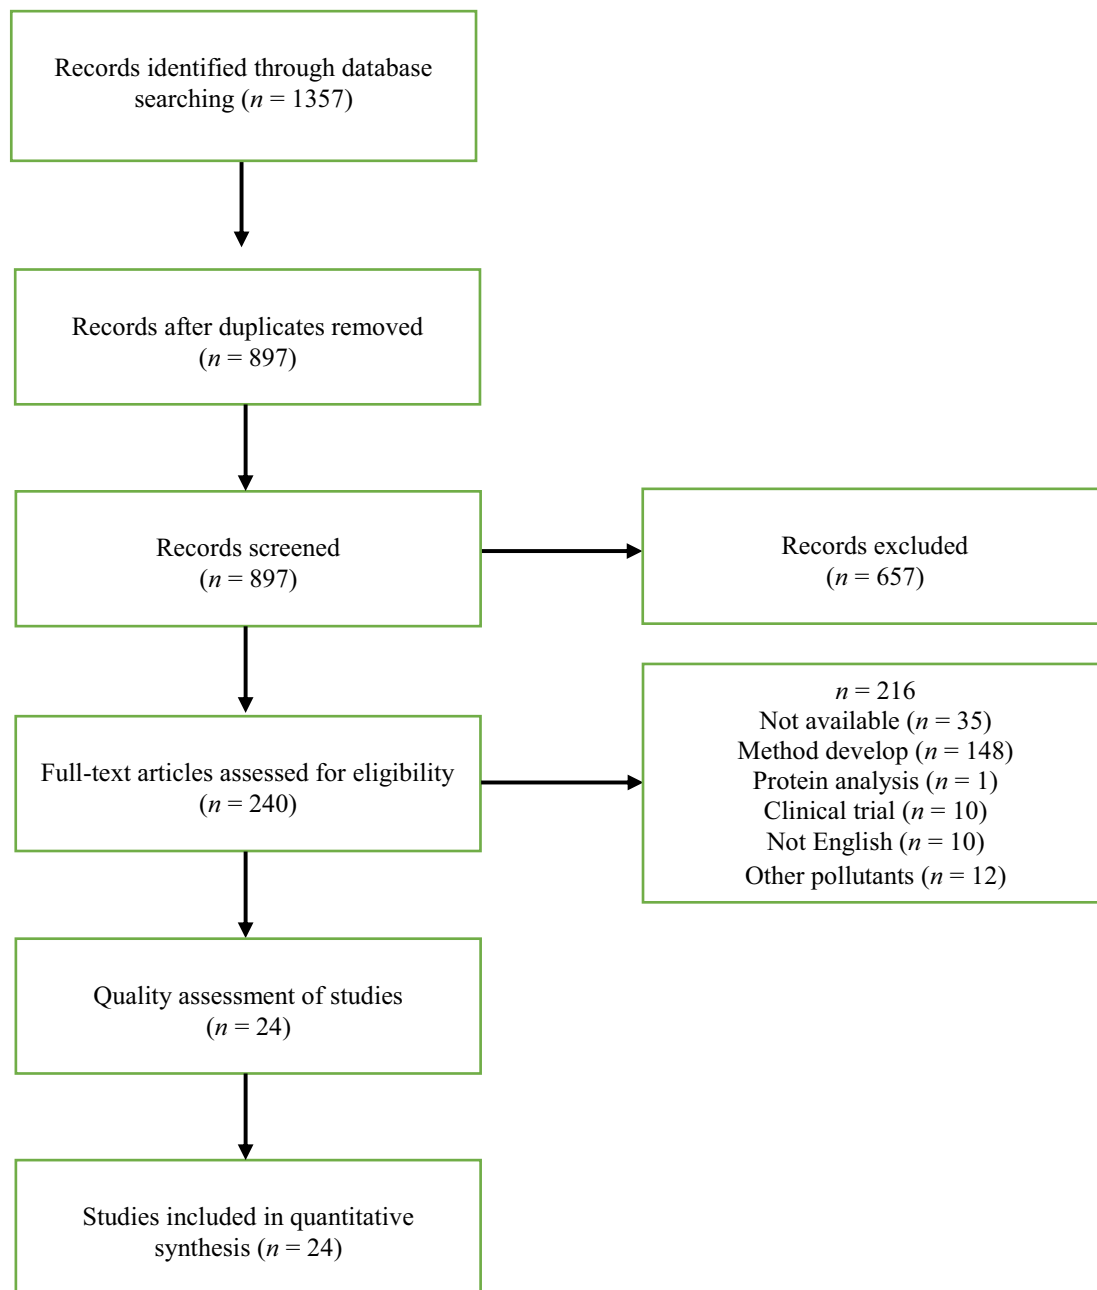 Records identified through database
searching (n = 1357)
Records after duplicates removed
(n = 897)
Records screened
(n = 897)
Records excluded
(n = 657)
Full-text articles assessed for eligibility
(n = 240)
n = 216
Not available (n = 35)
Method develop (n = 148)
Protein analysis (n = 1)
Clinical trial (n = 10)
Not English (n = 10)
Other pollutants (n = 12)
Quality assessment of studies
(n = 24)
Studies included in quantitative
synthesis (n = 24)